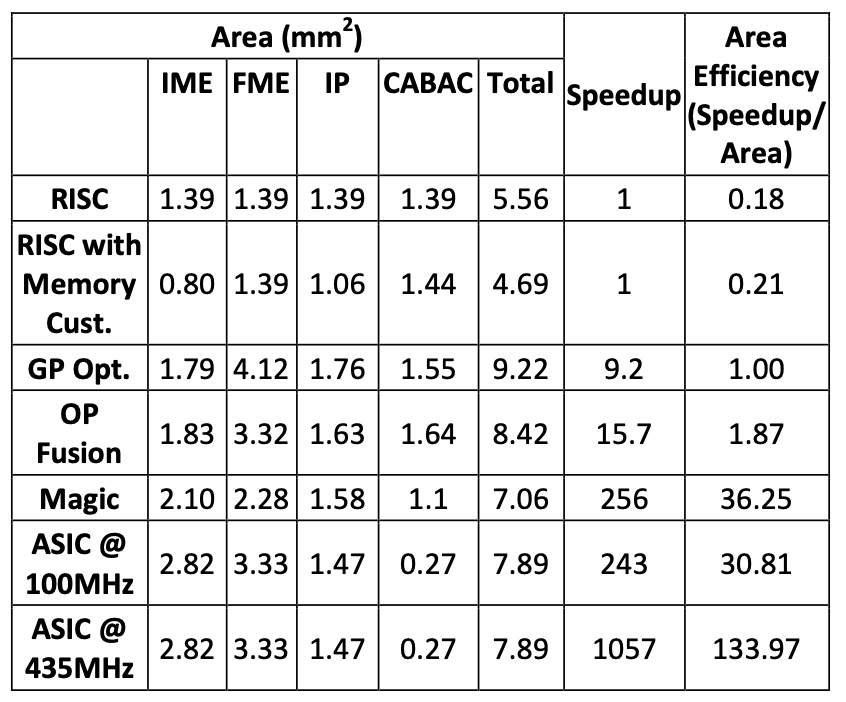 Area (mm²) Speedup Area Efficiency (Speedup/Area)
IME FME IP CABAC Total
RISC 1.39 1.39 1.39 1.39 5.56 1 0.18
RISC with Memory Cust. 0.80 1.39 1.06 1.44 4.69 1 0.21
GP Opt. 1.79 4.12 1.76 1.55 9.22 9.2 1.00
OP Fusion 1.83 3.32 1.63 1.64 8.42 15.7 1.87
Magic 2.10 2.28 1.58 1.1 7.06 256 36.25
ASIC @ 100MHz 2.82 3.33 1.47 0.27 7.89 243 30.81
ASIC @ 435MHz 2.82 3.33 1.47 0.27 7.89 1057 133.97